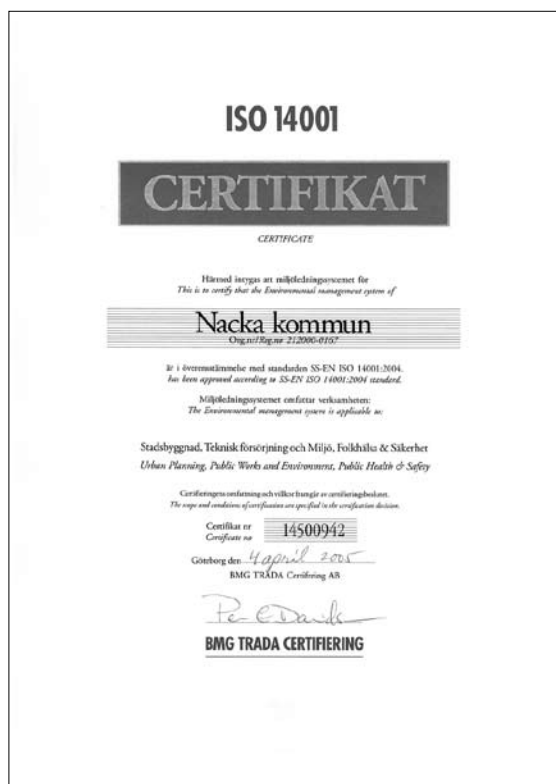 ISO 14001
CERTIFIKAT
CERTIFICATE
Härmed intygas att miljöledningssystemet för
This is to certify that the Environmental management system of
Nacka kommun
Org.nr/Reg.nr 212000-0167
är i överensstämmelse med standarden SS-EN ISO 14001:2004.
has been approved according to SS-EN ISO 14001:2004 standard.
Miljöledningssystemet omfattar verksamheten:
The Environmental management system is applicable to:
Stadsbyggnad, Teknisk försörjning och Miljö, Folkhälsa & Säkerhet
Urban Planning, Public Works and Environment, Public Health & Safety
Certifieringens omfattning och villkor framgår av certifieringsbeslutet.
The scope and conditions of certification are specified in the certification decision.
Certifikat nr
Certificate no
14500942
Göteborg den 4 april 2005
BMG TRADA Certifiering AB
BMG TRADA CERTIFIERING